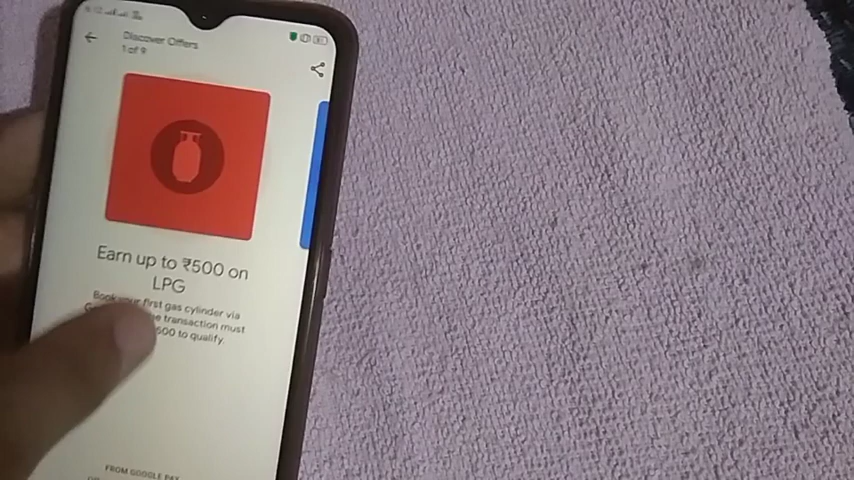 Discover Offers
1 of 9
Earn up to ₹500 on
LPG
Book your first gas cylinder via
transaction must
500 to qualify.
FROM GOOGLE PAY